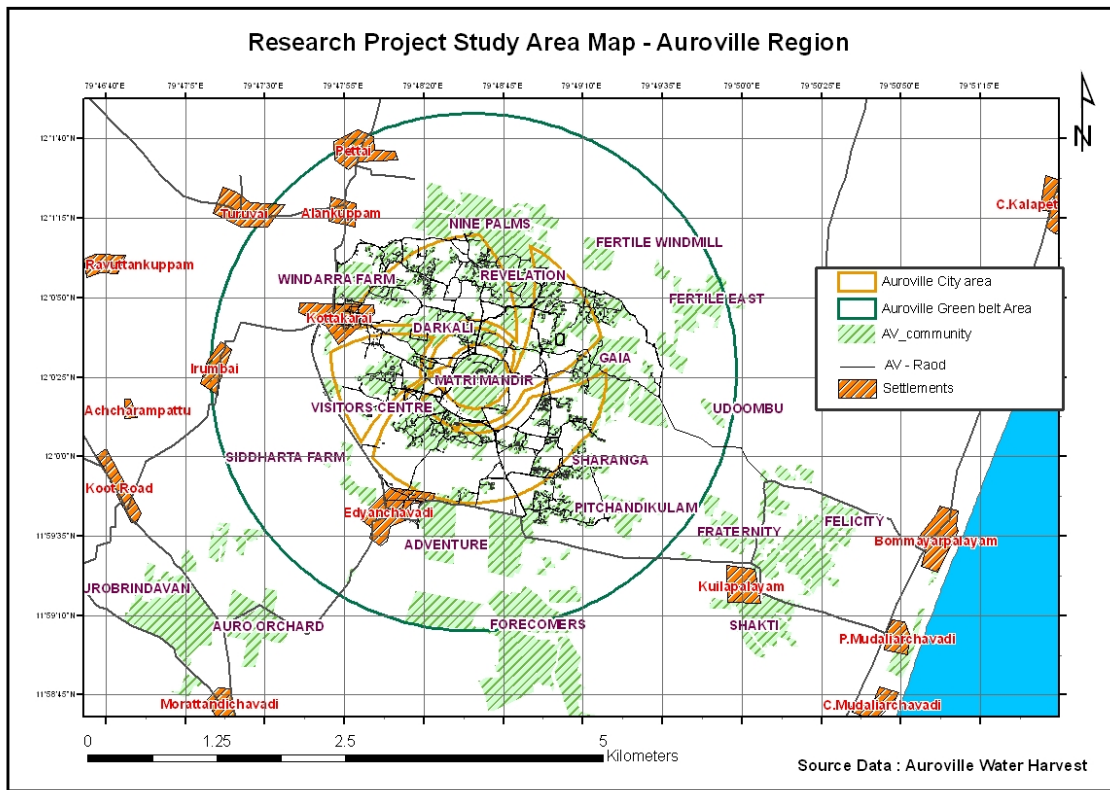 Research Project Study Area Map - Auroville Region
79°46'40"E 79°47'5"E 79°47'30"E 79°47'55"E 79°48'20"E 79°48'45"E 79°49'10"E 79°49'35"E 79°50'0"E 79°50'25"E 79°50'50"E 79°51'15"E
N
12°1'40"N
Pettai
12°1'15"N
Turuvai
Alankuppam
C.Kalapet
NINE PALMS
FERTILE WINDMILL
Ravuttankuppam
WINDARRA FARM
REVELATION
12°0'50"N
FERTILE EAST
Kottakarai
DARKALI
Auroville City area
Auroville Green belt Area
AV_community
AV - Raod
Settlements
GAIA
Irumbai
12°0'25"N
MATRI MANDIR
Achcharampattu
VISITORS CENTRE
UDOOMBU
12°0'0"N
SIDDHARTA FARM
SHARANGA
Koot Road
Edyanchavadi
PITCHANDIKULAM
FELICITY
FRATERNITY
11°59'35"N
ADVENTURE
Bommayarpalayam
UROBRINDAVAN
Kuilapalayam
11°59'10"N
AURO ORCHARD
FORECOMERS
SHAKTI
P.Mudaliarchavadi
11°58'45"N
Morattandichavadi
C.Mudaliarchavadi
0 1.25 2.5 5
Kilometers
Source Data : Auroville Water Harvest